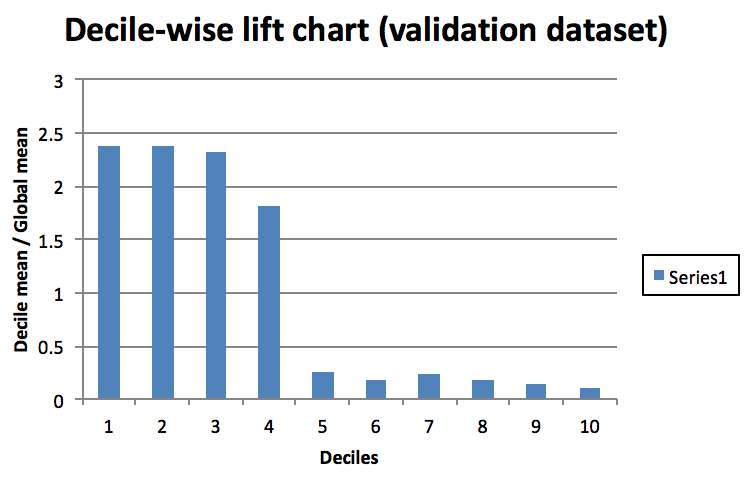 Decile-wise lift chart (validation dataset)
Decile mean / Global mean
3
2.5
2
1.5
1
0.5
0
1 2 3 4 5 6 7 8 9 10
Deciles
Series1